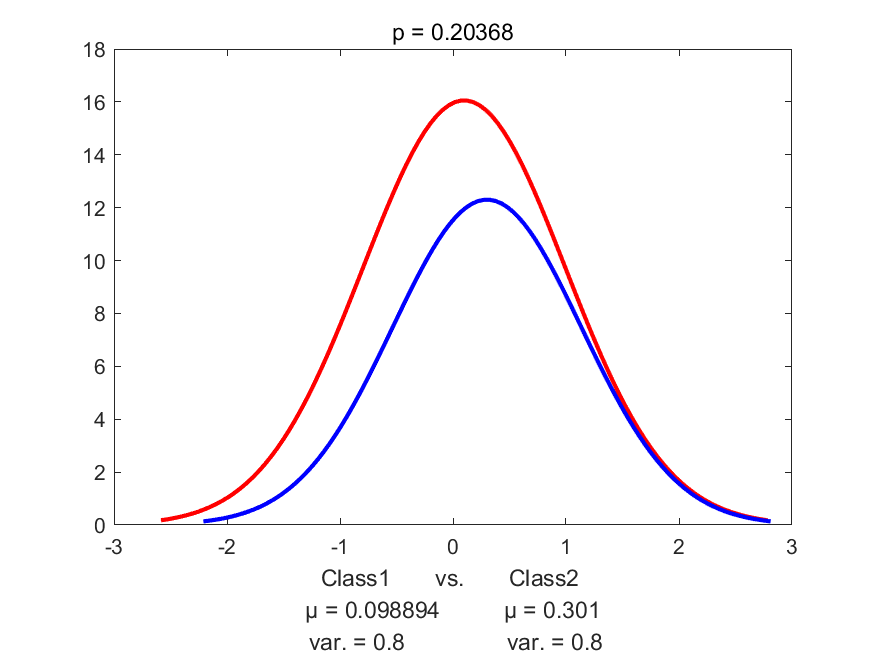 p = 0.20368
18
16
14
12
10
8
6
4
2
0
-3 -2 -1 0 1 2 3
Class1 vs. Class2
µ = 0.098894 µ = 0.301
var. = 0.8 var. = 0.8